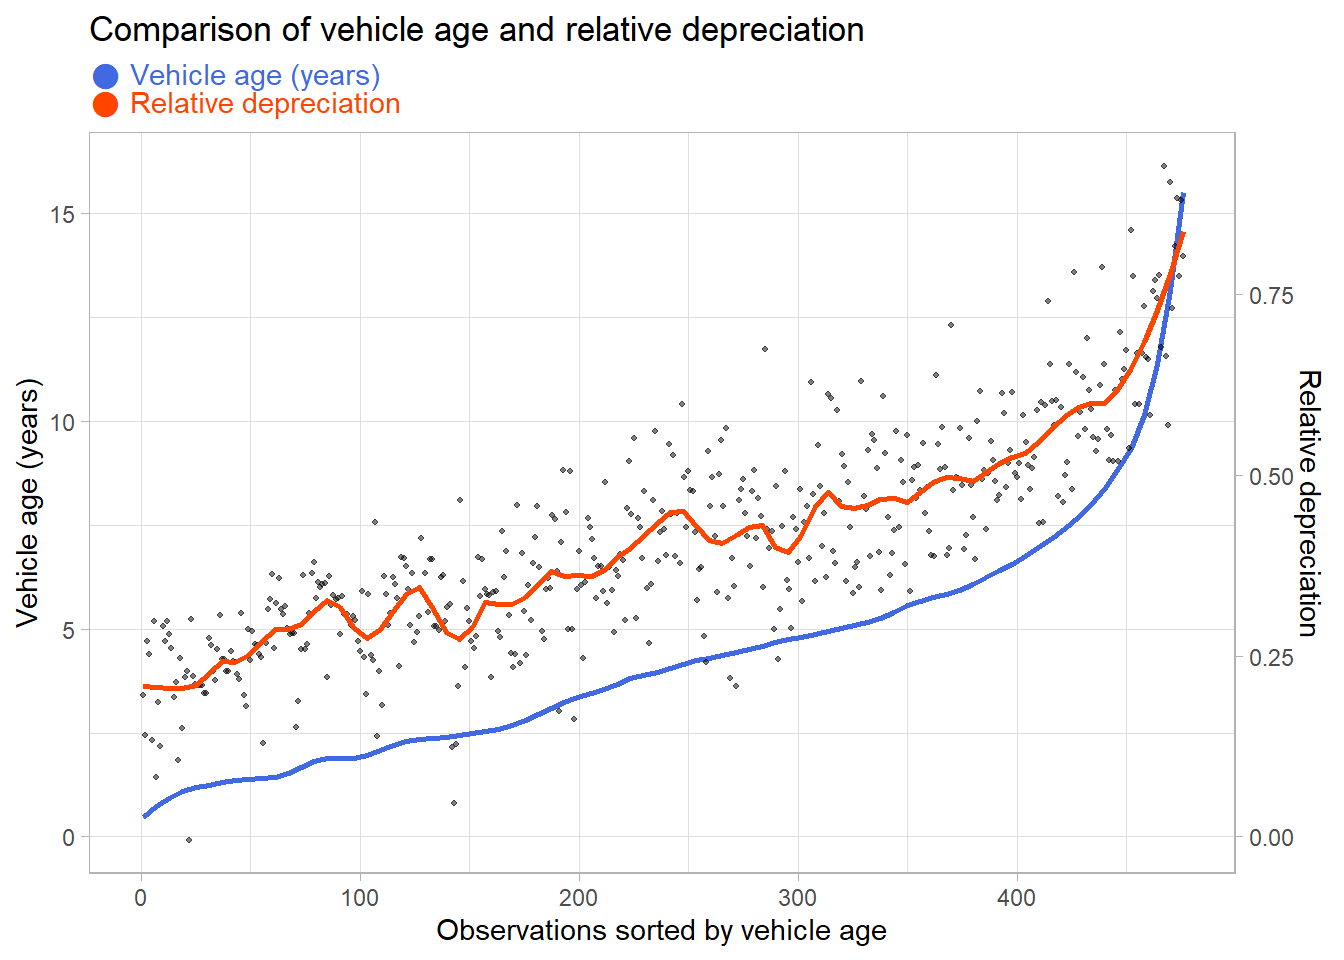 Comparison of vehicle age and relative depreciation
Vehicle age (years)
Relative depreciation
Vehicle age (years)
15
10
5
0
0.75
0.50
0.25
0.00
Relative depreciation
0
100
200
300
400
Observations sorted by vehicle age